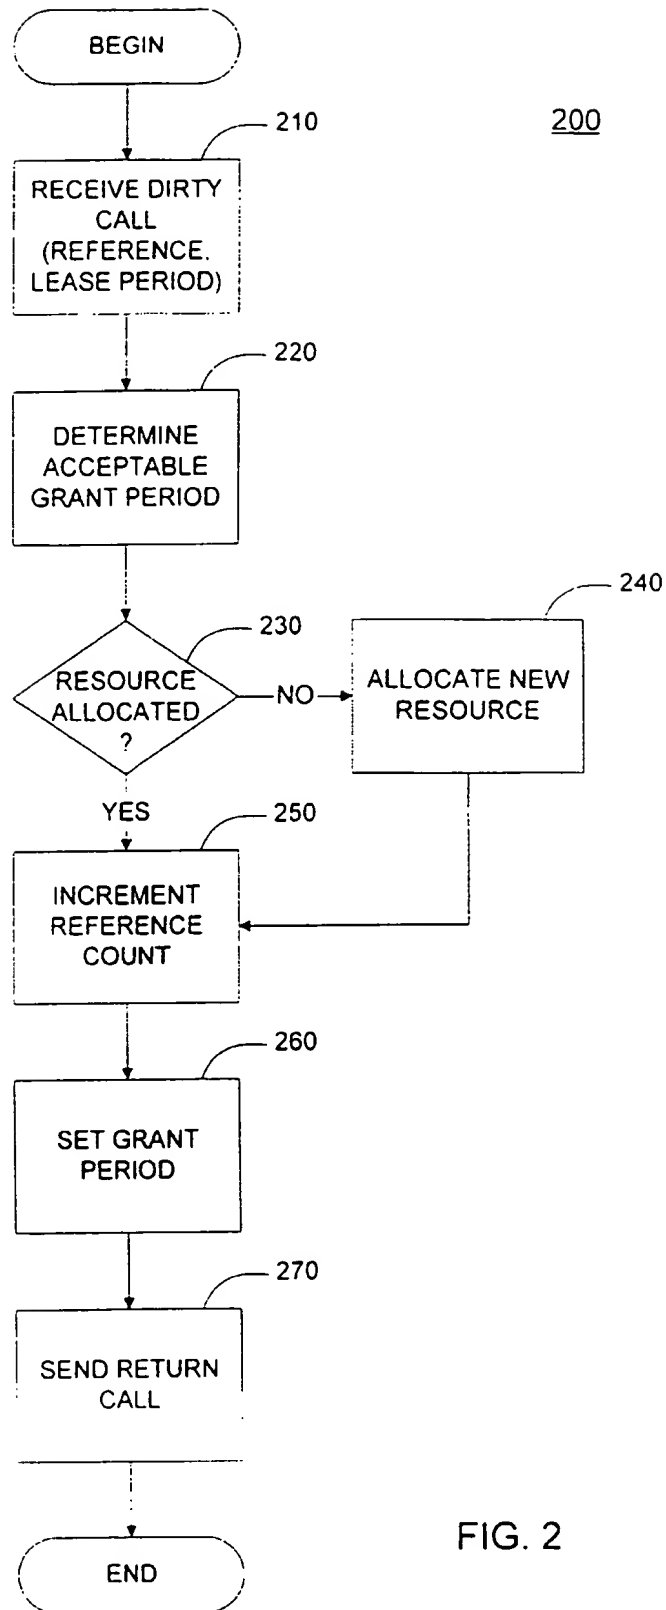 BEGIN
210
200
RECEIVE DIRTY
CALL
(REFERENCE.
LEASE PERIOD)
220
DETERMINE
ACCEPTABLE
GRANT PERIOD
230
240
RESOURCE
ALLOCATED
?
NO
ALLOCATE NEW
RESOURCE
YES
250
INCREMENT
REFERENCE
COUNT
260
SET GRANT
PERIOD
270
SEND RETURN
CALL
FIG. 2
END